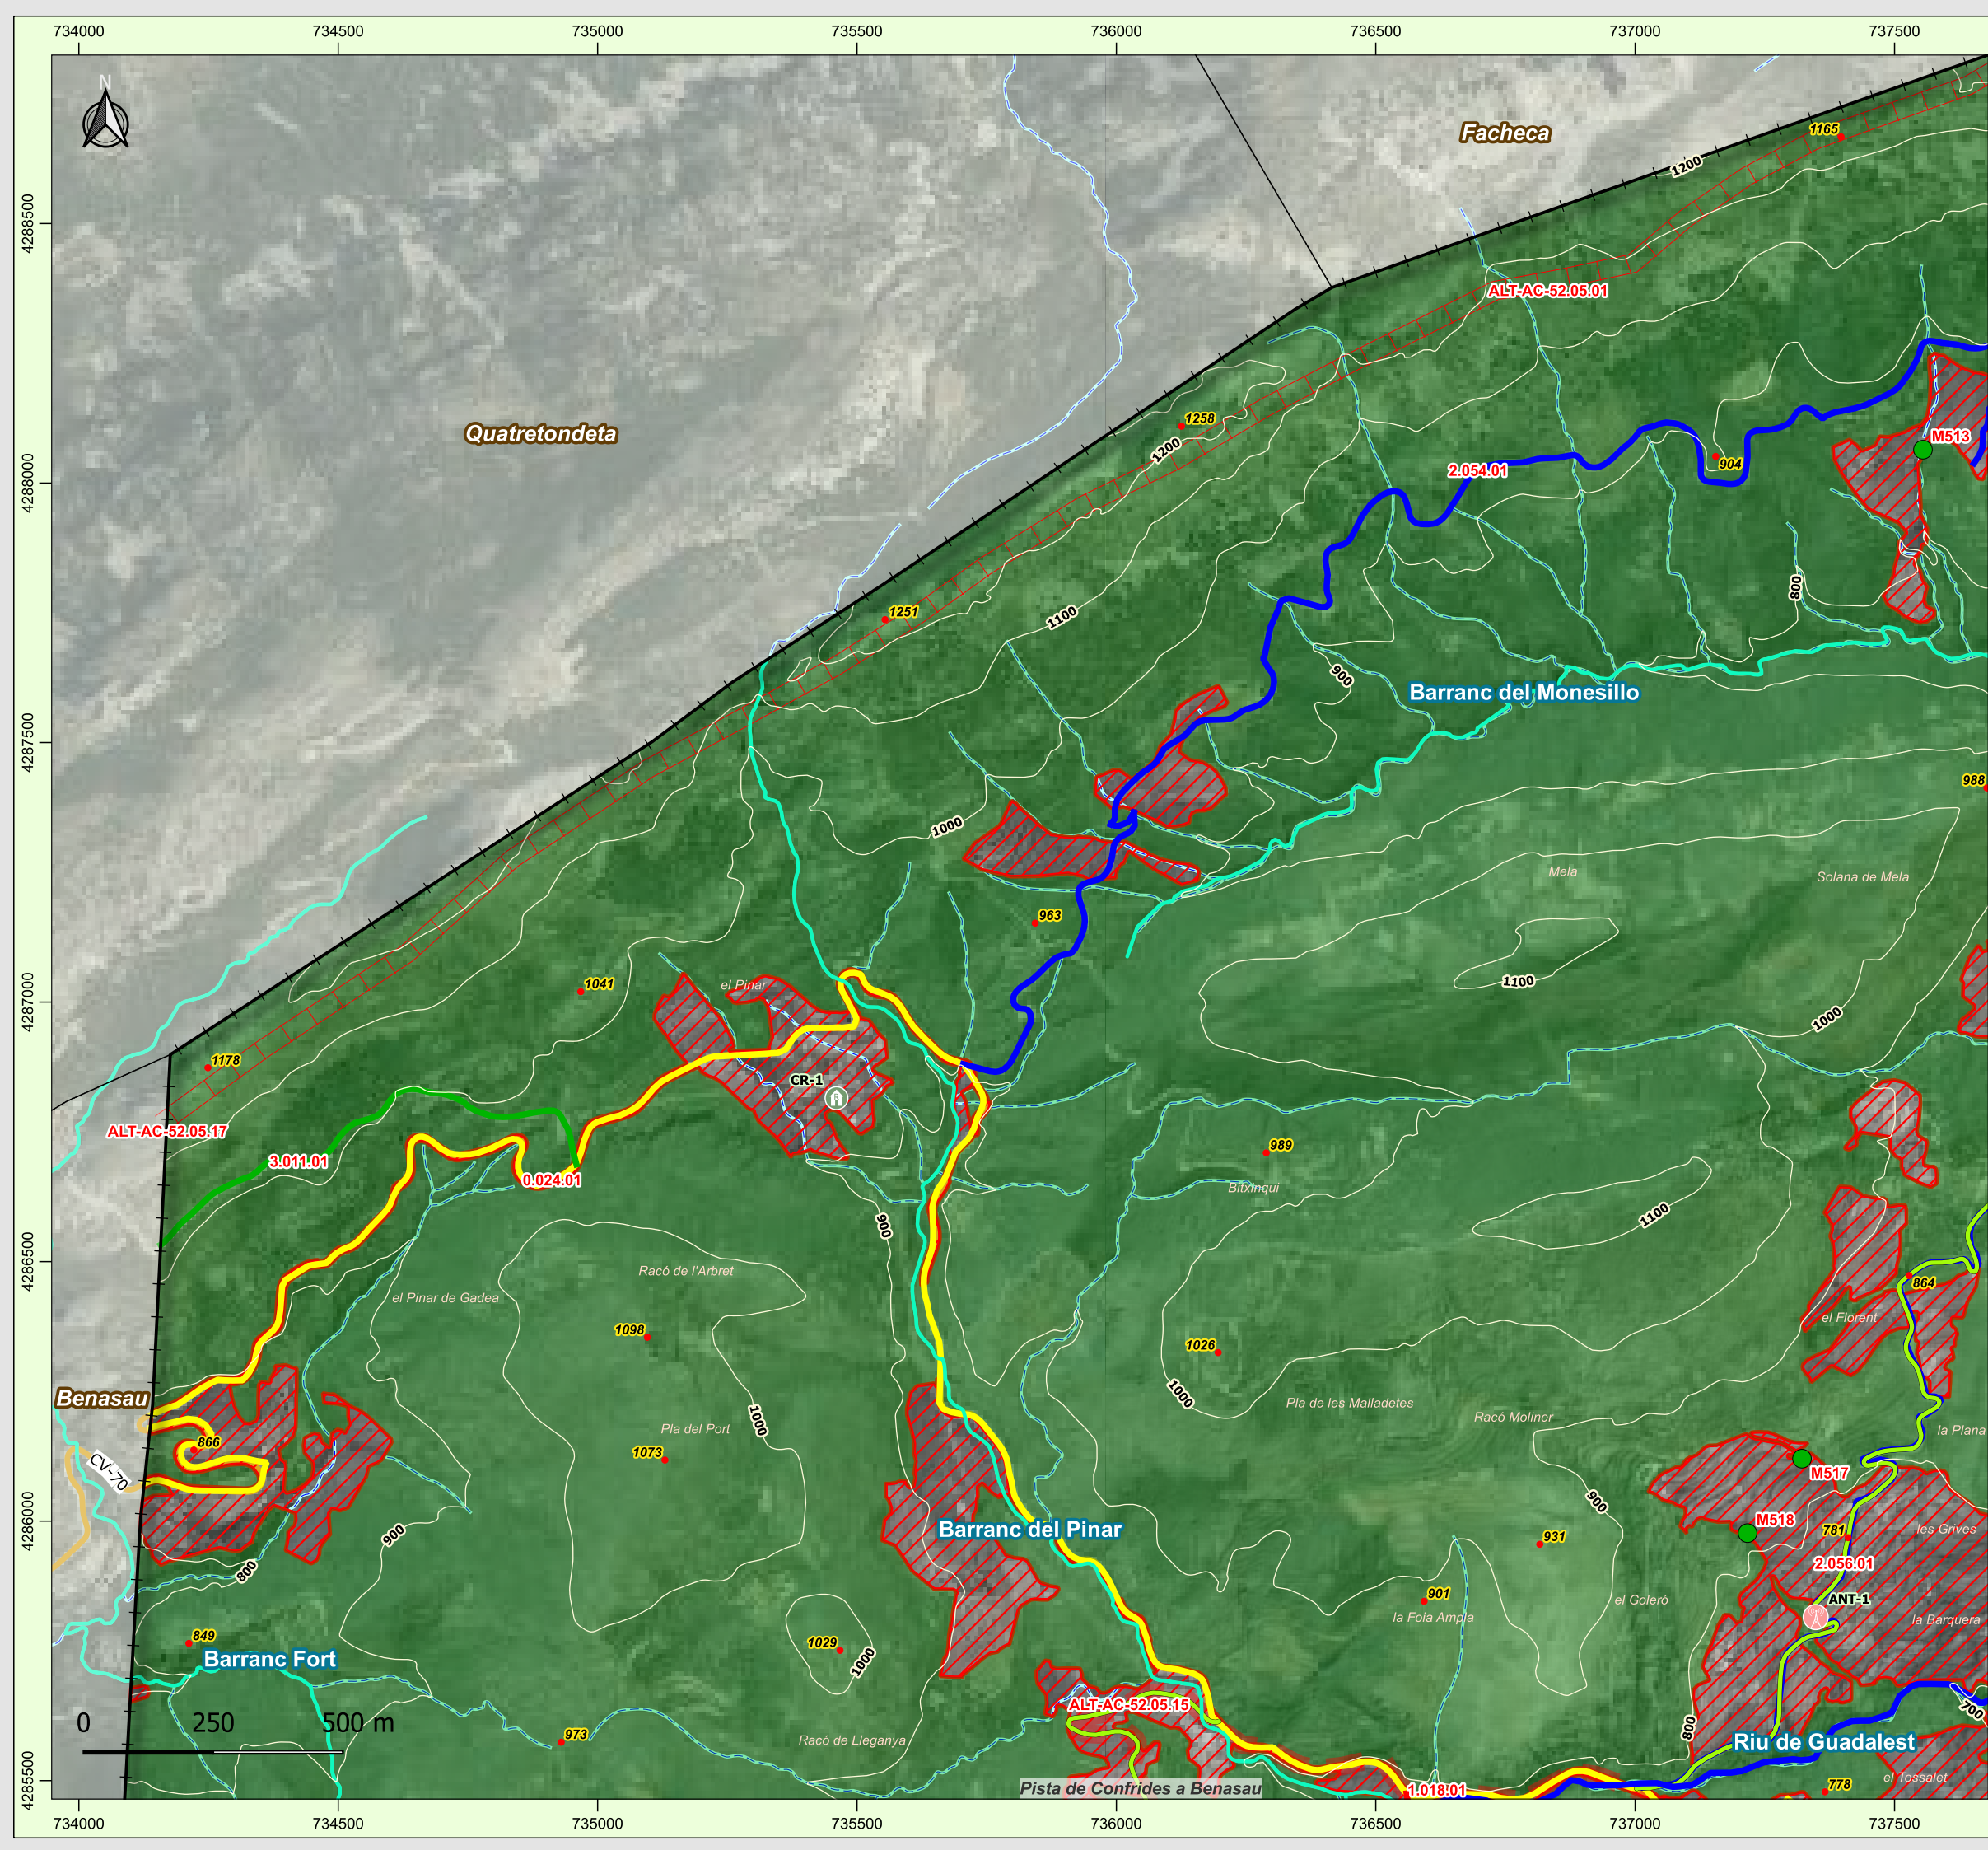 734000 734500 735000 735500 736000 736500 737000 737500
N
Facheca
1165
1200
4288500
ALT-AC-52.05.01
1258
Quatretondeta
M513
1200
904
2.054.01
4288000
800
1251
1100
900
Barranc del Monesillo
4287500
988
1000
Mela
Solana de Mela
963
1041
el Pinar
1100
4287000
1000
1178
CR-1
ALT-AC-52.05.17
989
3.011.01
0.024.01
Bitxinqui
1100
900
4286500
Racó de l'Arbret
864
el Pinar de Gadea
el Florent
1098
1026
Benasau
1000
Pla de les Malladetes
1000
Racó Moliner
Pla del Port
la Plana
866
1073
CV-70
M517
900
M518
4286000
Barranc del Pinar
781
les Grives
900
931
2.056.01
800
901
el Goleró
ANT-1
la Foia Ampla
la Barquera
849
1029
Barranc Fort
1000
ALT-AC-52.05.15
700
0 250 500 m
800
973
Racó de Lleganya
Riu de Guadalest
el Tossalet
4285500
Pista de Confrides a Benasau
1.018.01
778
734000 734500 735000 735500 736000 736500 737000 737500